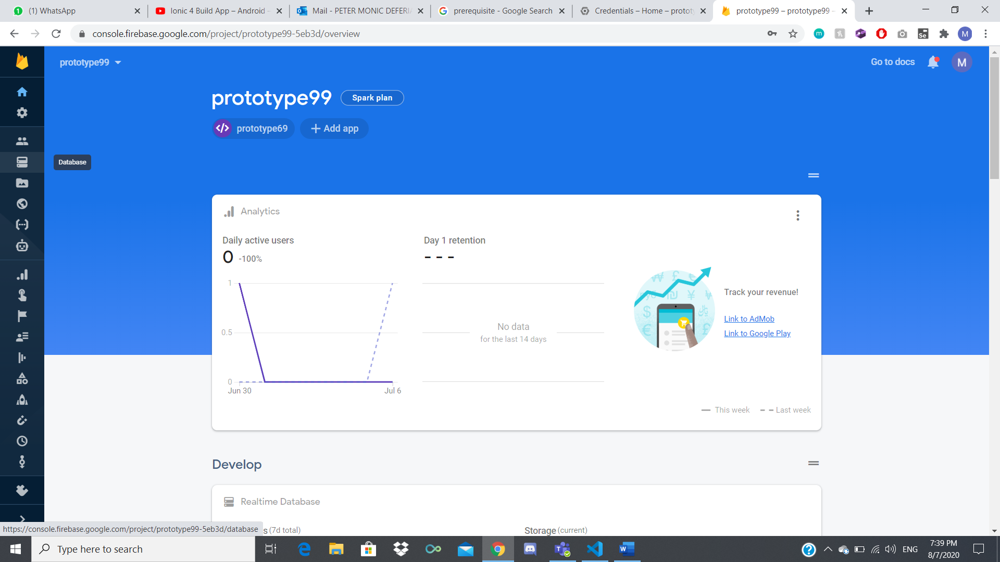 (1) WhatsApp
Ionic 4 Build App – Android –
Mail - PETER MONIC DEFERIA
prerequisite - Google Search
Credentials – Home – prototy
prototype99 – prototype99 –
console.firebase.google.com/project/prototype99-5eb3d/overview
m
h
Se
M
prototype99
Go to docs
M
prototype99
Spark plan
</> prototype69
+ Add app
Database
Analytics
Daily active users
0 -100%
Day 1 retention
---
1
0.5
0
Jun 30
Jul 6
No data
for the last 14 days
Track your revenue!
Link to AdMob
Link to Google Play
This week
Last week
Develop
Realtime Database
https://console.firebase.google.com/project/prototype99-5eb3d/database
s (7d total)
Storage (current)
Type here to search
ENG
7:39 PM
8/7/2020